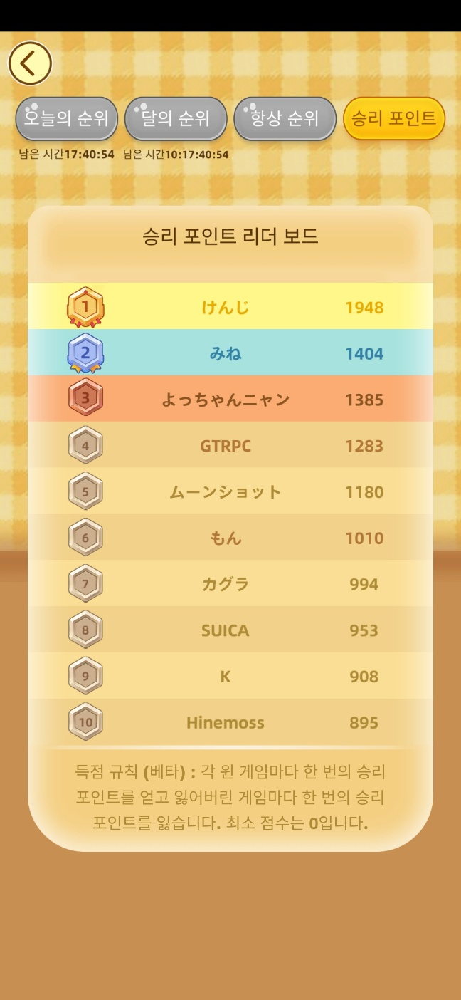 오늘의 순위 달의 순위 항상 순위 승리 포인트
남은 시간17:40:54 남은 시간10:17:40:54
승리 포인트 리더 보드
1 けんじ 1948
2 みね 1404
3 よっちゃんニャン 1385
4 GTRPC 1283
5 ムーンショット 1180
6 もん 1010
7 カグラ 994
8 SUICA 953
9 K 908
10 Hinemoss 895
득점 규칙 (베타) : 각 윈 게임마다 한 번의 승리
포인트를 얻고 잃어버린 게임마다 한 번의 승리
포인트를 잃습니다. 최소 점수는 0입니다.